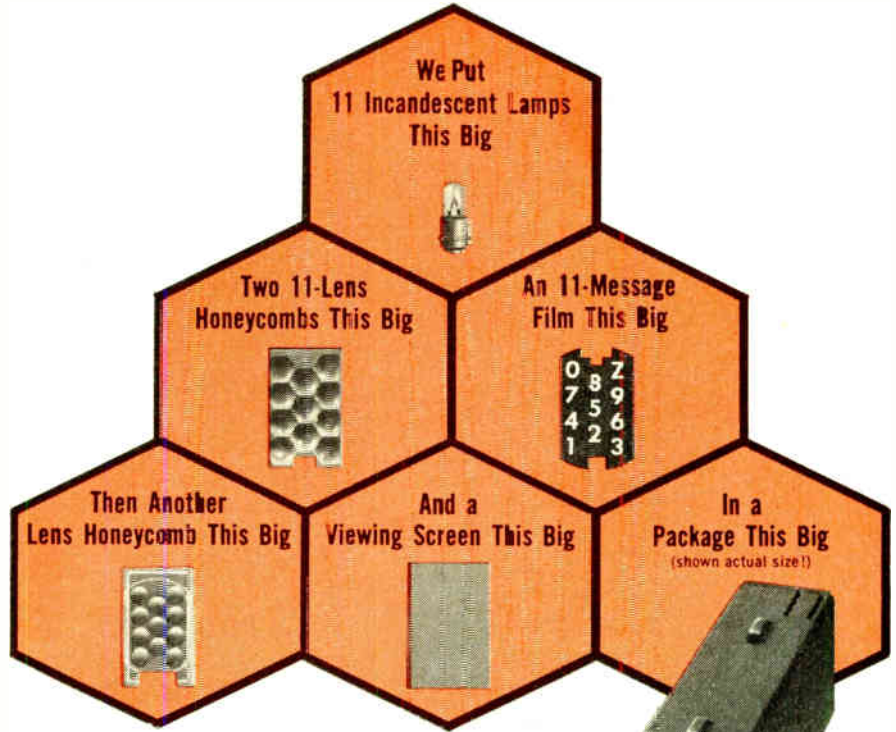 We Put
11 Incandescent Lamps
This Big
Two 11-Lens
Honeycombs This Big
An 11-Message
Film This Big
0 8 Z
7 5 9
4 2 6
1 3
Then Another
Lens Honeycomb This Big
And a
Viewing Screen This Big
In a
Package This Big
(shown actual size!)